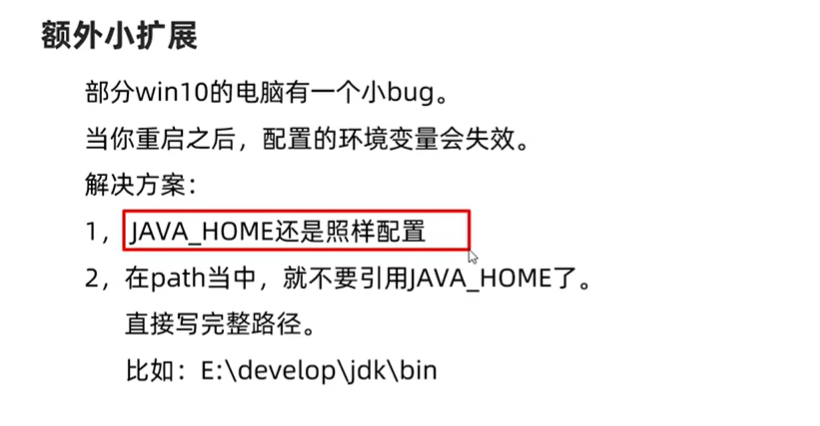 额外小扩展
部分win10的电脑有一个小bug。
当你重启之后，配置的环境变量会失效。
解决方案：
1，JAVA_HOME还是照样配置
2，在path当中，就不要引用JAVA_HOME了。
直接写完整路径。
比如：E:\develop\jdk\bin